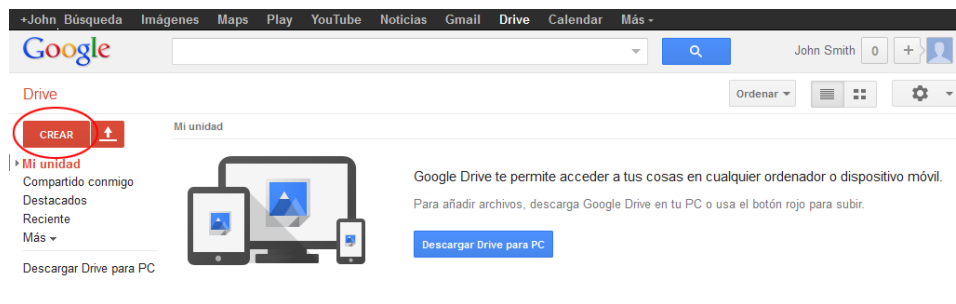 +John Búsqueda Imágenes Maps Play YouTube Noticias Gmail Drive Calendar Más
Google John Smith 0 +
Drive Ordenar
CREAR Mi unidad
Mi unidad
Compartido conmigo
Destacados
Reciente
Más
Descargar Drive para PC
Google Drive te permite acceder a tus cosas en cualquier ordenador o dispositivo móvil.
Para añadir archivos, descarga Google Drive en tu PC o usa el botón rojo para subir.
Descargar Drive para PC